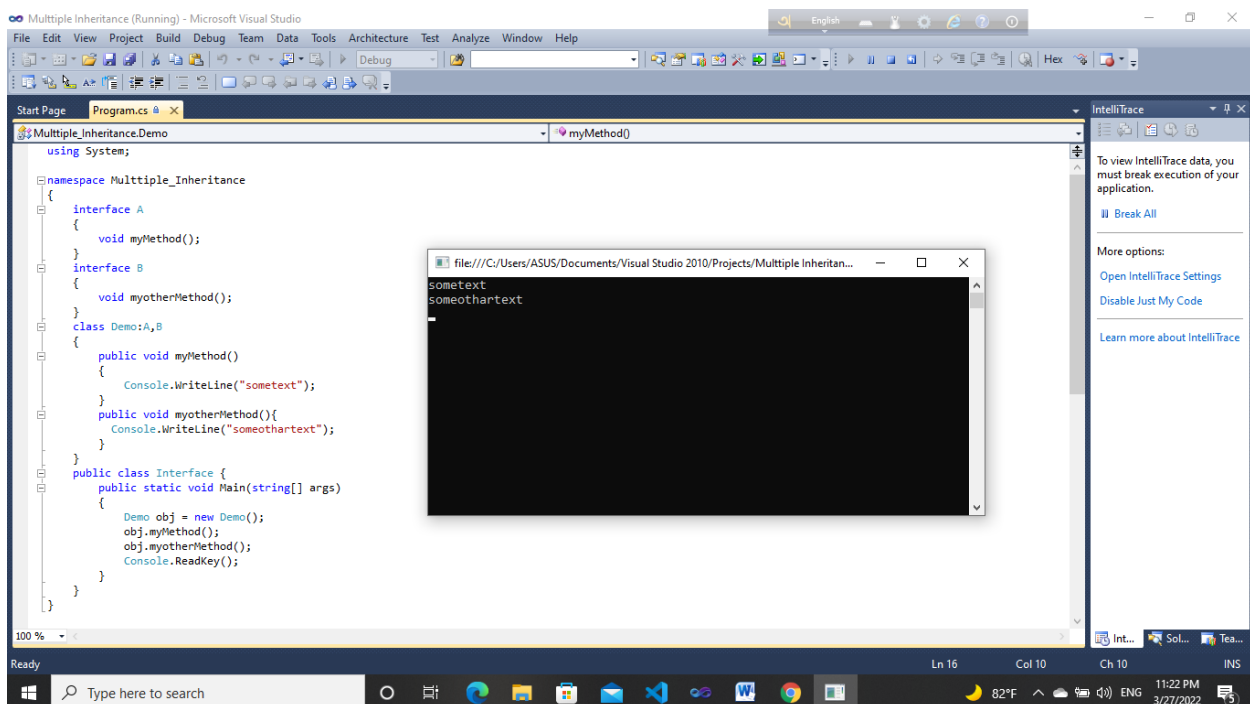 Multtiple Inheritance (Running) - Microsoft Visual Studio
English
File Edit View Project Build Debug Team Data Tools Architecture Test Analyze Window Help
Debug
Hex
Start Page Program.cs
Multtiple_Inheritance.Demo myMethod()
using System;
namespace Multtiple_Inheritance
{
interface A
{
void myMethod();
}
interface B
{
void myotherMethod();
}
class Demo:A,B
{
public void myMethod()
{
Console.WriteLine("sometext");
}
public void myotherMethod(){
Console.WriteLine("someothartext");
}
}
public class Interface {
public static void Main(string[] args)
{
Demo obj = new Demo();
obj.myMethod();
obj.myotherMethod();
Console.ReadKey();
}
}
}
file:///C:/Users/ASUS/Documents/Visual Studio 2010/Projects/Multtiple Inheritan...
sometext
someothartext
IntelliTrace
To view IntelliTrace data, you
must break execution of your
application.
Break All
More options:
Open IntelliTrace Settings
Disable Just My Code
Learn more about IntelliTrace
100 %
Int... Sol... Tea...
Ready Ln 16 Col 10 Ch 10 INS
Type here to search
82°F ENG 11:22 PM
3/27/2022
5